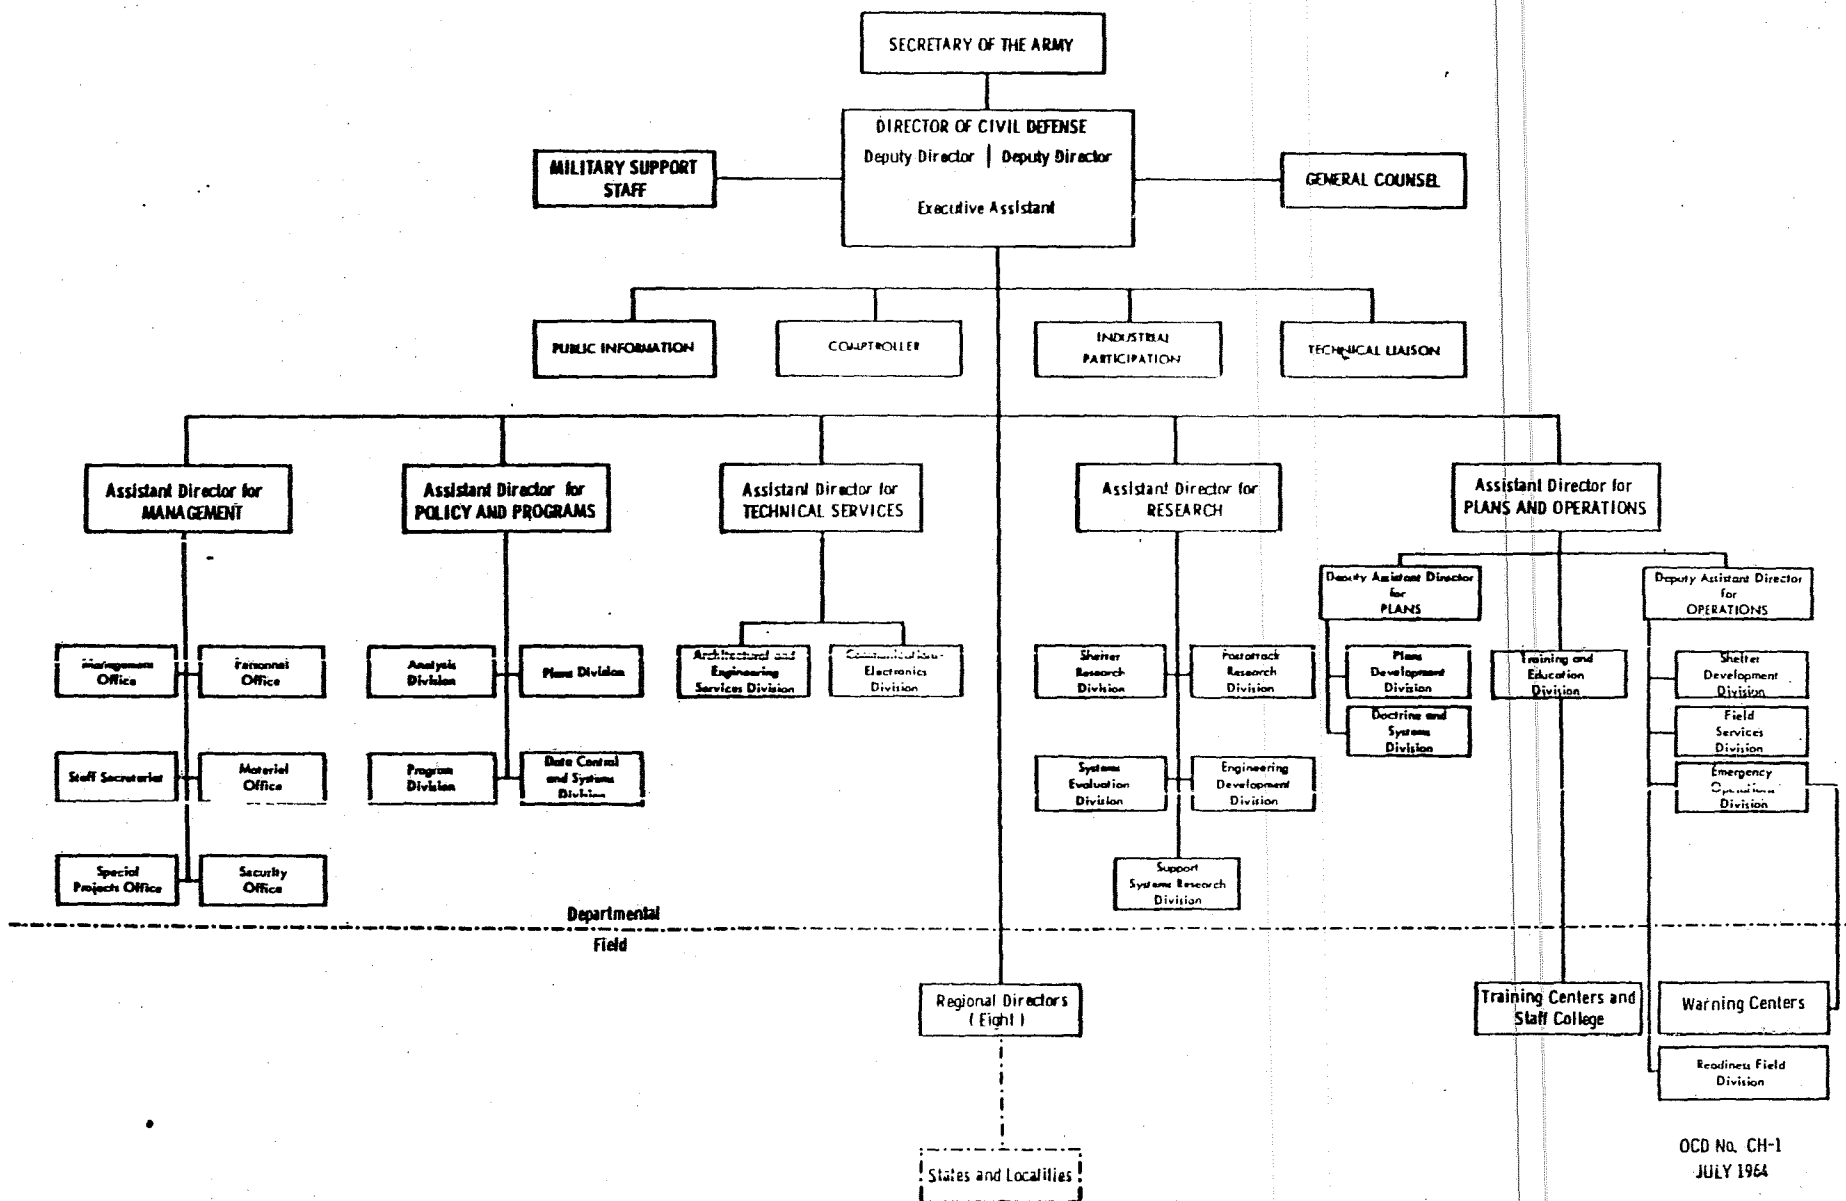 SECRETARY OF THE ARMY
DIRECTOR OF CIVIL DEFENSE
Deputy Director | Deputy Director
Executive Assistant
MILITARY SUPPORT
STAFF
GENERAL COUNSEL
PUBLIC INFORMATION
COMPTROLLER
INDUSTRIAL
PARTICIPATION
TECHNICAL LIAISON
Assistant Director for
MANAGEMENT
Assistant Director for
POLICY AND PROGRAMS
Assistant Director for
TECHNICAL SERVICES
Assistant Director for
RESEARCH
Assistant Director for
PLANS AND OPERATIONS
Deputy Assistant Director
for
PLANS
Deputy Assistant Director
for
OPERATIONS
Management
Office
Personnel
Office
Analysis
Division
Plans Division
Architectural and
Engineering
Services Division
Communications-
Electronics
Division
Shelter
Research
Division
Postattack
Research
Division
Plans
Development
Division
Training and
Education
Division
Shelter
Development
Division
Doctrine and
Systems
Division
Field
Services
Division
Staff Secretariat
Materiel
Office
Program
Division
Data Control
and Systems
Division
Systems
Evaluation
Division
Engineering
Development
Division
Emergency
Operations
Division
Special
Projects Office
Security
Office
Support
Systems Research
Division
Departmental
Field
Regional Directors
(Eight)
Training Centers and
Staff College
Warning Centers
Readiness Field
Division
States and Localities
OCD No. CH-1
JULY 1964